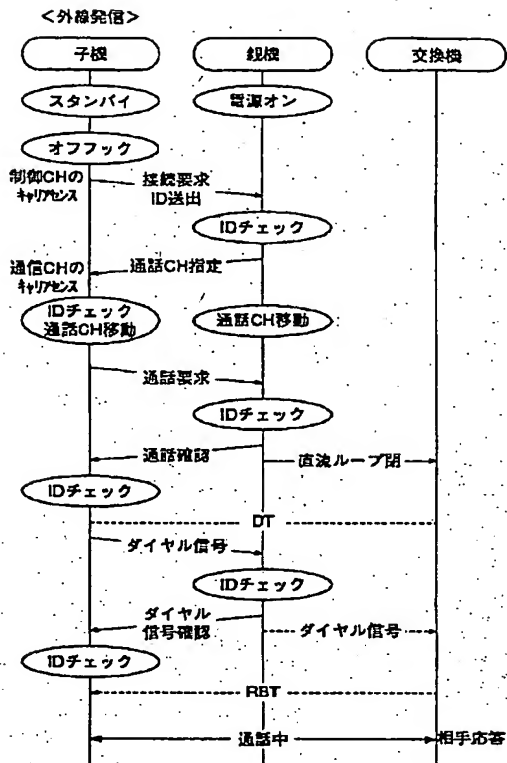 <外線発信>
子機
親機
交換機
スタンバイ
電源オン
オフフック
制御CHの
キャリアセンス
接続要求
ID送出
IDチェック
通話CH指定
通信CHの
キャリアセンス
IDチェック
通話CH移動
通話CH移動
通話要求
IDチェック
通話確認
直流ループ閉
IDチェック
DT
ダイヤル信号
IDチェック
ダイヤル
信号確認
ダイヤル信号
IDチェック
RBT
通話中
相手応答